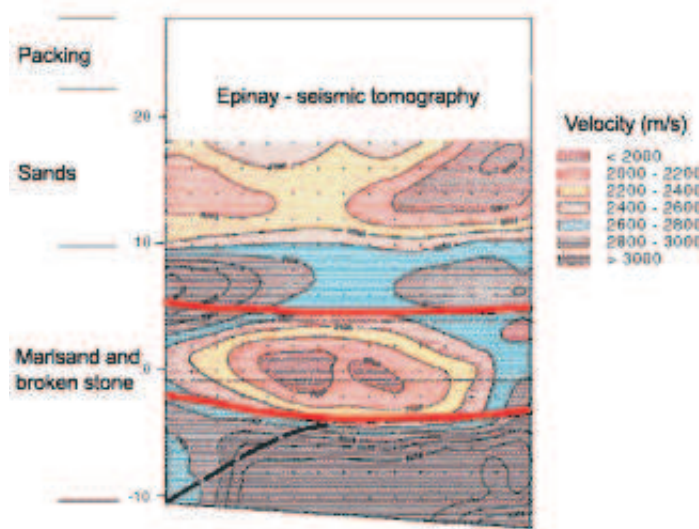 Packing
Epinay - seismic tomography
20
Velocity (m/s)
< 2000
2000 - 2200
2200 - 2400
2400 - 2600
2600 - 2800
2800 - 3000
> 3000
Sands
10
Marlsand and
broken stone
0
-10